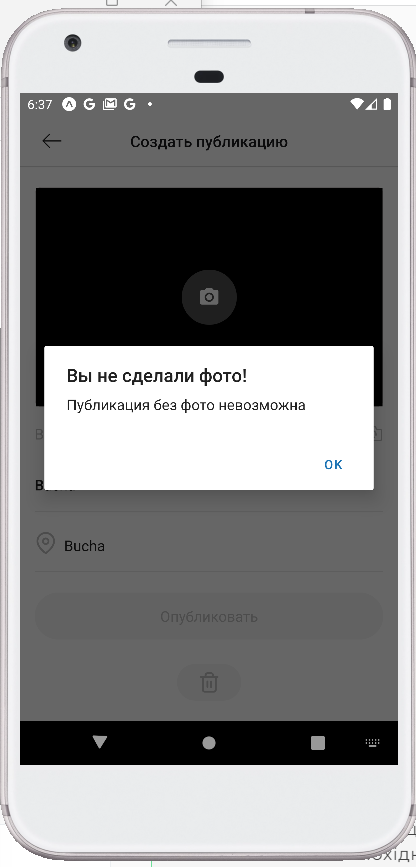 6:37
Создать публикацию
Вы не сделали фото!
Публикация без фото невозможна
OK
Bucha
Опубликовать